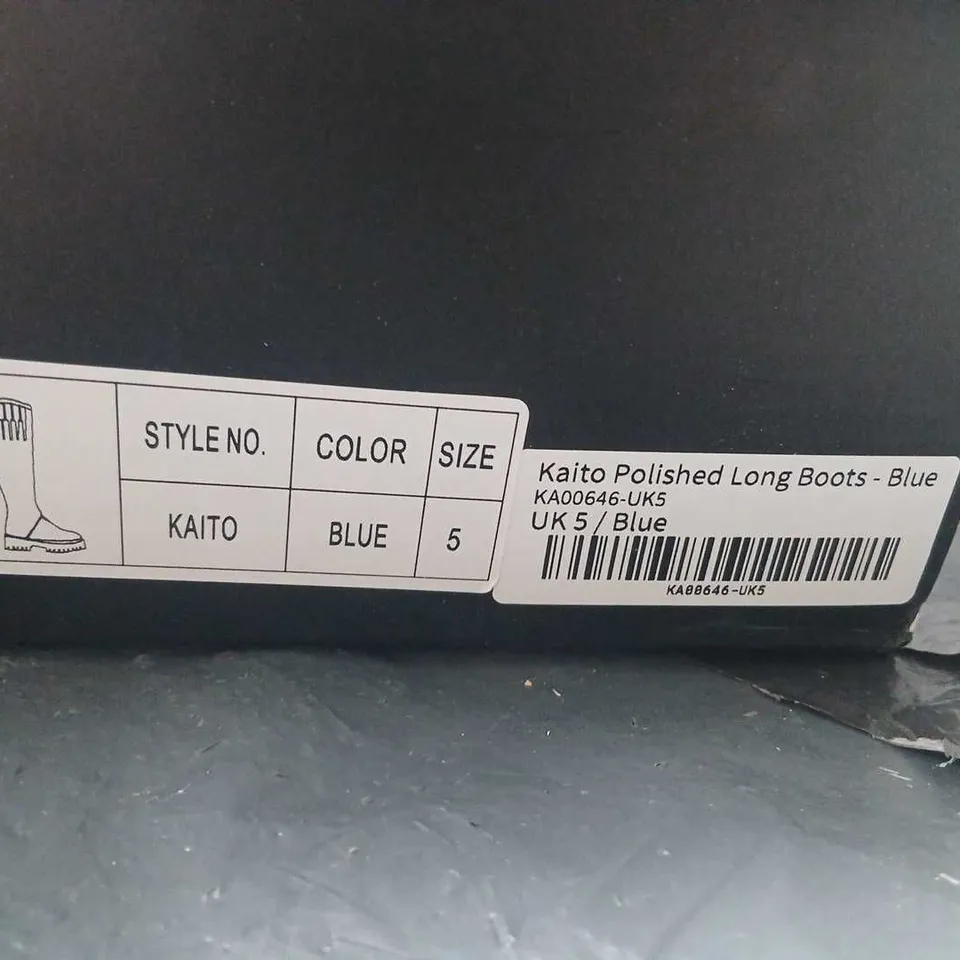 STYLE NO. COLOR SIZE
KAITO BLUE 5
Kaito Polished Long Boots - Blue
KA00646-UK5
UK 5 / Blue
KA00646-UK5